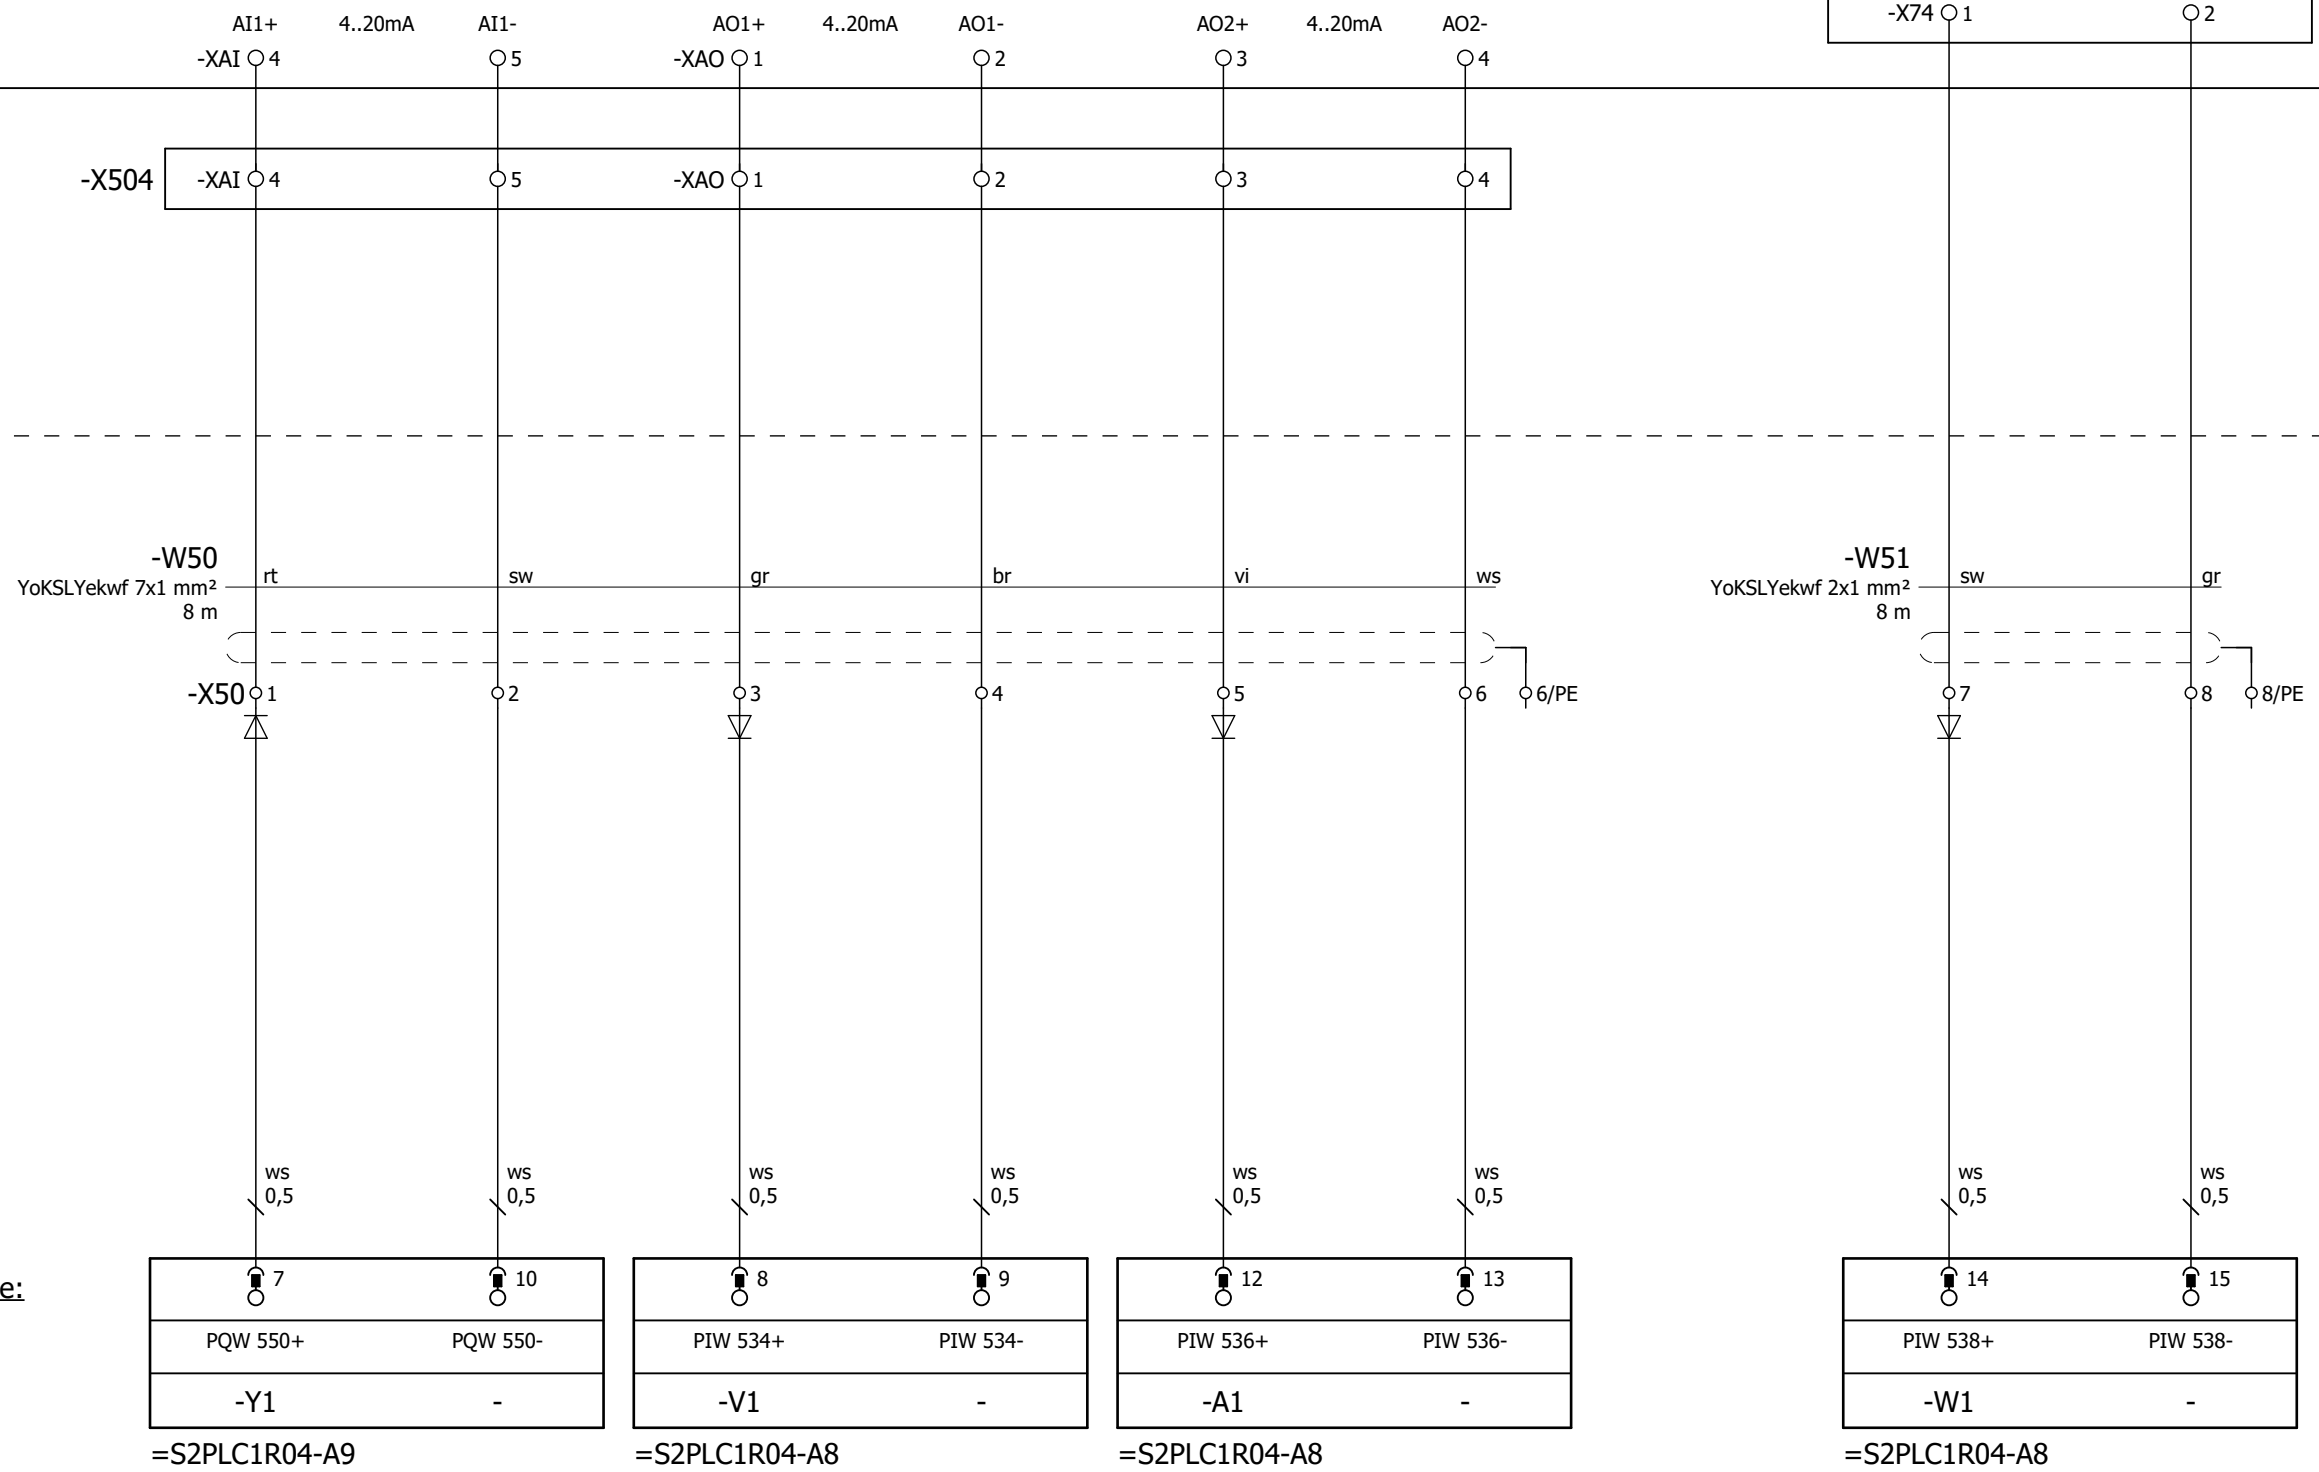 AI1+ 4..20mA AI1- AO1+ 4..20mA AO1- AO2+ 4..20mA AO2- -X74 1 2
-XAI 4 5 -XAO 1 2 3 4
-X504 -XAI 4 5 -XAO 1 2 3 4
-W50 -W51
rt sw gr br vi ws sw gr
YoKSLYekwf 7x1 mm² YoKSLYekwf 2x1 mm²
8 m 8 m
-X50 1 2 3 4 5 6 6/PE 7 8 8/PE
ws ws ws ws ws ws ws ws
0,5 0,5 0,5 0,5 0,5 0,5 0,5 0,5
e: 7 10 8 9 12 13 14 15
PQW 550+ PQW 550- PIW 534+ PIW 534- PIW 536+ PIW 536- PIW 538+ PIW 538-
-Y1 - -V1 - -A1 - -W1 -
=S2PLC1R04-A9 =S2PLC1R04-A8 =S2PLC1R04-A8 =S2PLC1R04-A8